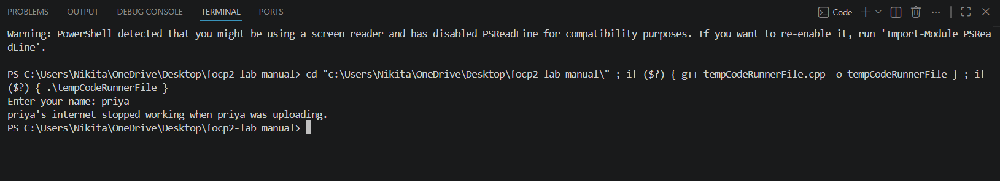 PROBLEMS OUTPUT DEBUG CONSOLE TERMINAL PORTS Code
Warning: PowerShell detected that you might be using a screen reader and has disabled PSReadLine for compatibility purposes. If you want to re-enable it, run 'Import-Module PSRea
dLine'.
PS C:\Users\Nikita\OneDrive\Desktop\focp2-lab manual> cd "c:\Users\Nikita\OneDrive\Desktop\focp2-lab manual\" ; if ($?) { g++ tempCodeRunnerFile.cpp -o tempCodeRunnerFile } ; if
($?) { .\tempCodeRunnerFile }
Enter your name: priya
priya's internet stopped working when priya was uploading.
PS C:\Users\Nikita\OneDrive\Desktop\focp2-lab manual>